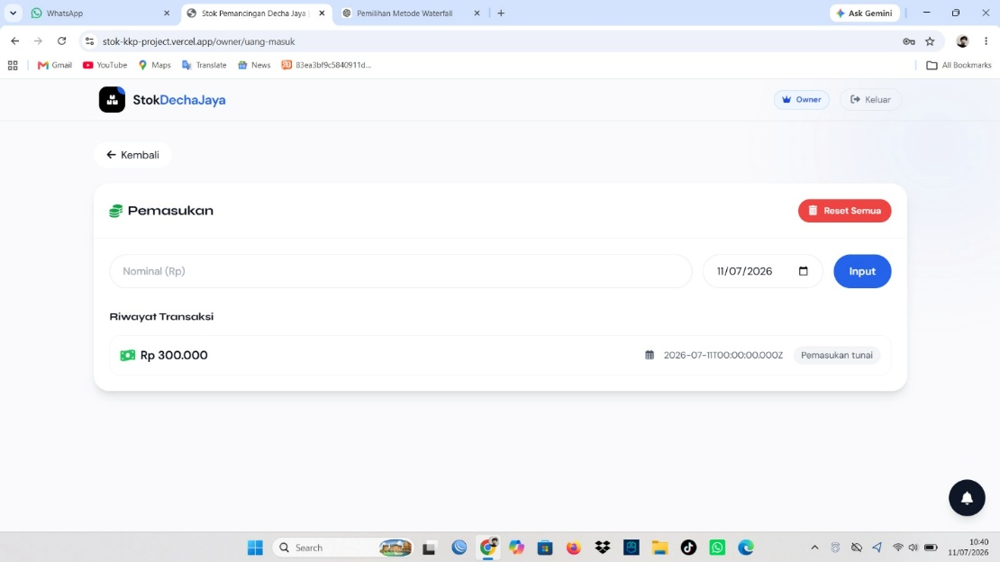 WhatsApp
Stok Pemancingan Decha Jaya
Pemilihan Metode Waterfall
Ask Gemini
stok-kkp-project.vercel.app/owner/uang-masuk
Gmail
YouTube
Maps
Translate
News
83ea3bf9c5840911d...
All Bookmarks
StokDechaJaya
Owner
Keluar
Kembali
Pemasukan
Reset Semua
Nominal (Rp)
11/07/2026
Input
Riwayat Transaksi
Rp 300.000
2026-07-11T00:00:00.000Z
Pemasukan tunai
Search
10:40
11/07/2026